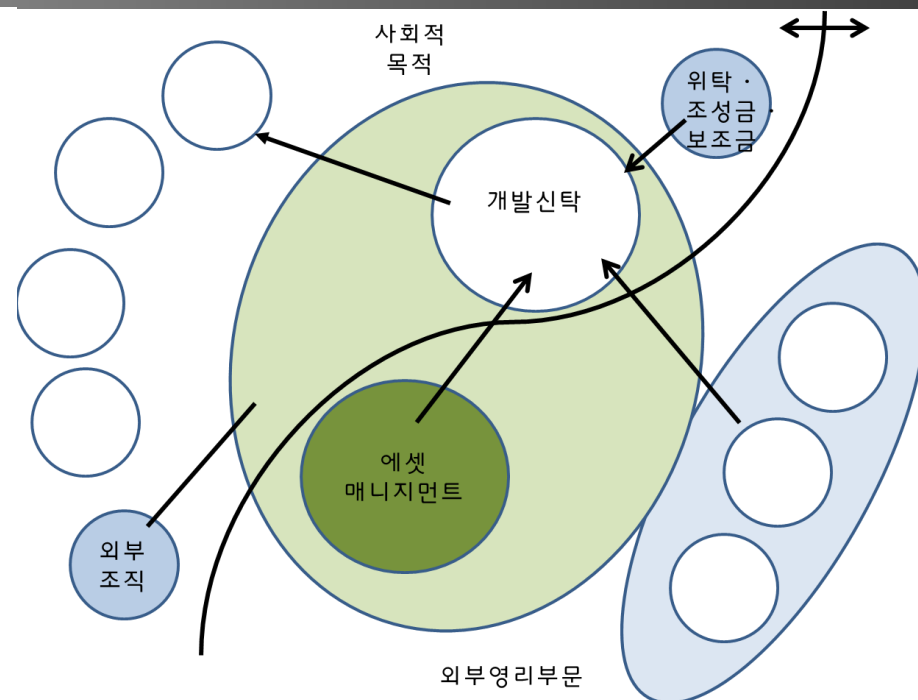 사회적
목적
위탁 ·
조성금 ·
보조금
개발신탁
에셋
매니지먼트
외부
조직
외부영리부문